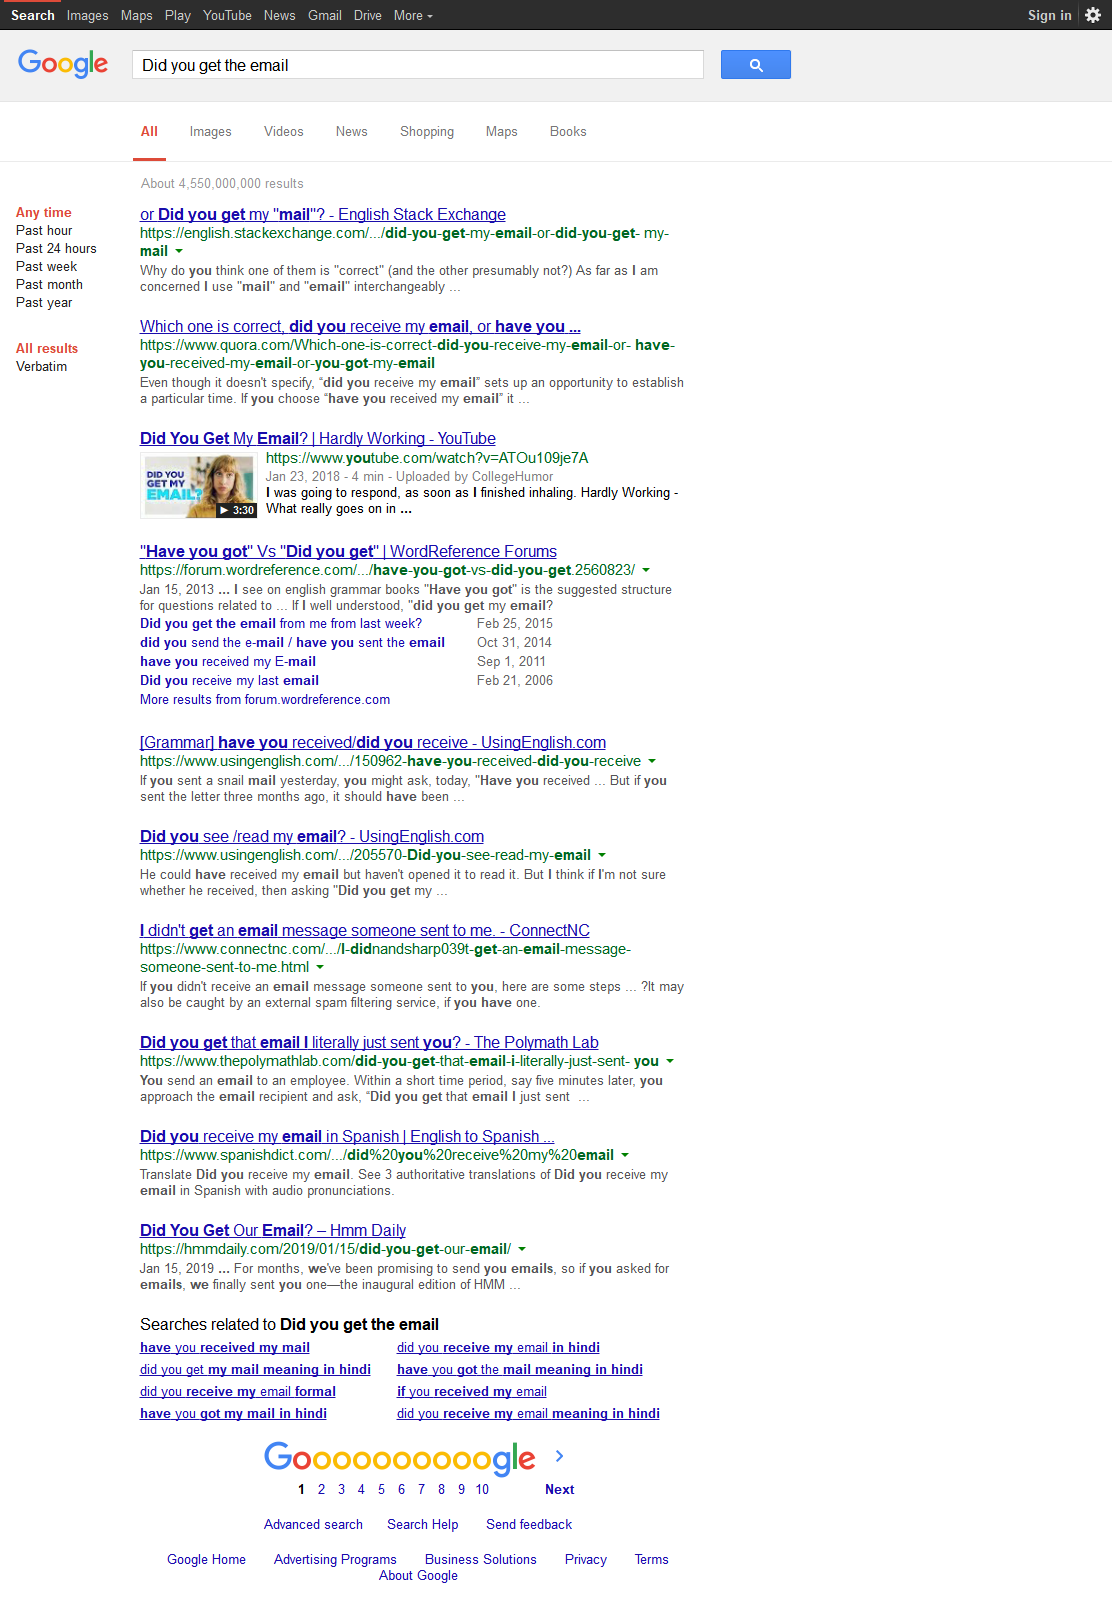 Search Images Maps Play YouTube News Gmail Drive More Sign in
Google
Did you get the email
All Images Videos News Shopping Maps Books
About 4,550,000,000 results
Any time
Past hour
Past 24 hours
Past week
Past month
Past year
All results
Verbatim
or Did you get my "mail"? - English Stack Exchange
https://english.stackexchange.com/.../did-you-get-my-email-or-did-you-get- my-
mail
Why do you think one of them is "correct" (and the other presumably not?) As far as I am
concerned I use "mail" and "email" interchangeably ...
Which one is correct, did you receive my email, or have you ...
https://www.quora.com/Which-one-is-correct-did-you-receive-my-email-or- have-
you-received-my-email-or-you-got-my-email
Even though it doesn't specify, “did you receive my email” sets up an opportunity to establish
a particular time. If you choose “have you received my email” it ...
Did You Get My Email? | Hardly Working - YouTube
DID YOU
GET MY
EMAIL?
3:30
https://www.youtube.com/watch?v=ATOu109je7A
Jan 23, 2018 - 4 min - Uploaded by CollegeHumor
I was going to respond, as soon as I finished inhaling. Hardly Working -
What really goes on in ...
"Have you got" Vs "Did you get" | WordReference Forums
https://forum.wordreference.com/.../have-you-got-vs-did-you-get.2560823/
Jan 15, 2013 ... I see on english grammar books "Have you got" is the suggested structure
for questions related to ... If I well understood, "did you get my email?
Did you get the email from me from last week? Feb 25, 2015
did you send the e-mail / have you sent the email Oct 31, 2014
have you received my E-mail Sep 1, 2011
Did you receive my last email Feb 21, 2006
More results from forum.wordreference.com
[Grammar] have you received/did you receive - UsingEnglish.com
https://www.usingenglish.com/.../150962-have-you-received-did-you-receive
If you sent a snail mail yesterday, you might ask, today, "Have you received ... But if you
sent the letter three months ago, it should have been ...
Did you see /read my email? - UsingEnglish.com
https://www.usingenglish.com/.../205570-Did-you-see-read-my-email
He could have received my email but haven't opened it to read it. But I think if I'm not sure
whether he received, then asking "Did you get my ...
I didn't get an email message someone sent to me. - ConnectNC
https://www.connectnc.com/.../I-didnandsharp039t-get-an-email-message-
someone-sent-to-me.html
If you didn't receive an email message someone sent to you, here are some steps ... ?It may
also be caught by an external spam filtering service, if you have one.
Did you get that email I literally just sent you? - The Polymath Lab
https://www.thepolymathlab.com/did-you-get-that-email-i-literally-just-sent- you
You send an email to an employee. Within a short time period, say five minutes later, you
approach the email recipient and ask, “Did you get that email I just sent ...
Did you receive my email in Spanish | English to Spanish ...
https://www.spanishdict.com/.../did%20you%20receive%20my%20email
Translate Did you receive my email. See 3 authoritative translations of Did you receive my
email in Spanish with audio pronunciations.
Did You Get Our Email? – Hmm Daily
https://hmmdaily.com/2019/01/15/did-you-get-our-email/
Jan 15, 2019 ... For months, we've been promising to send you emails, so if you asked for
emails, we finally sent you one—the inaugural edition of HMM ...
Searches related to Did you get the email
have you received my mail did you receive my email in hindi
did you get my mail meaning in hindi have you got the mail meaning in hindi
did you receive my email formal if you received my email
have you got my mail in hindi did you receive my email meaning in hindi
Goooooooooogle
1 2 3 4 5 6 7 8 9 10 Next
Advanced search Search Help Send feedback
Google Home Advertising Programs Business Solutions Privacy Terms
About Google